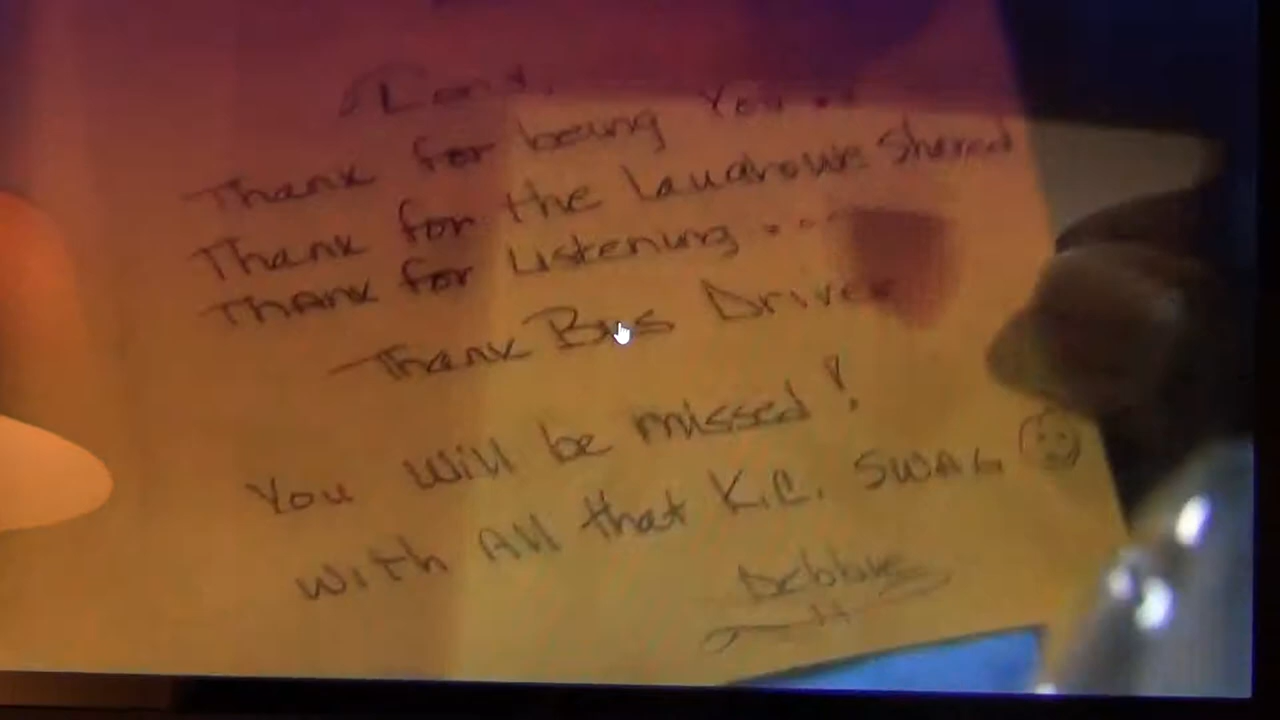 Thank for being You
Thank for the Laudrowe Shared
Thank for Listening ...
Thank Bus Driver
You Will be missed!
With All that K.C. SWAG
Debbie